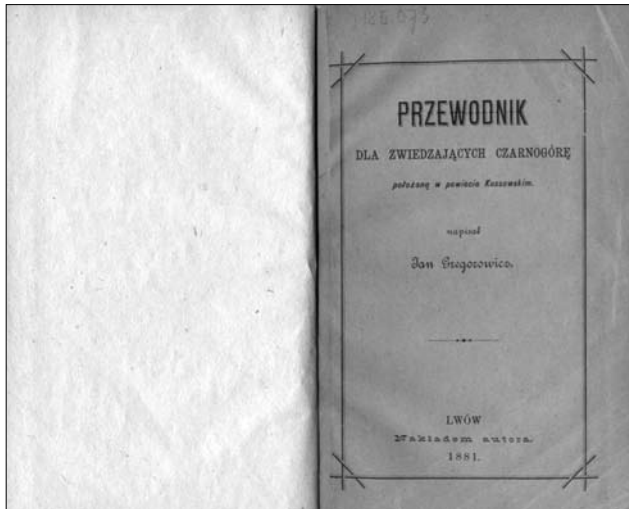 PRZEWODNIK
DLA ZWIEDZAJĄCYCH CZARNOGÓRĘ
położoną w powiecie Kossowskim.
napisał
Jan Gregorowicz.
LWÓW
Nakładem autora.
1881.